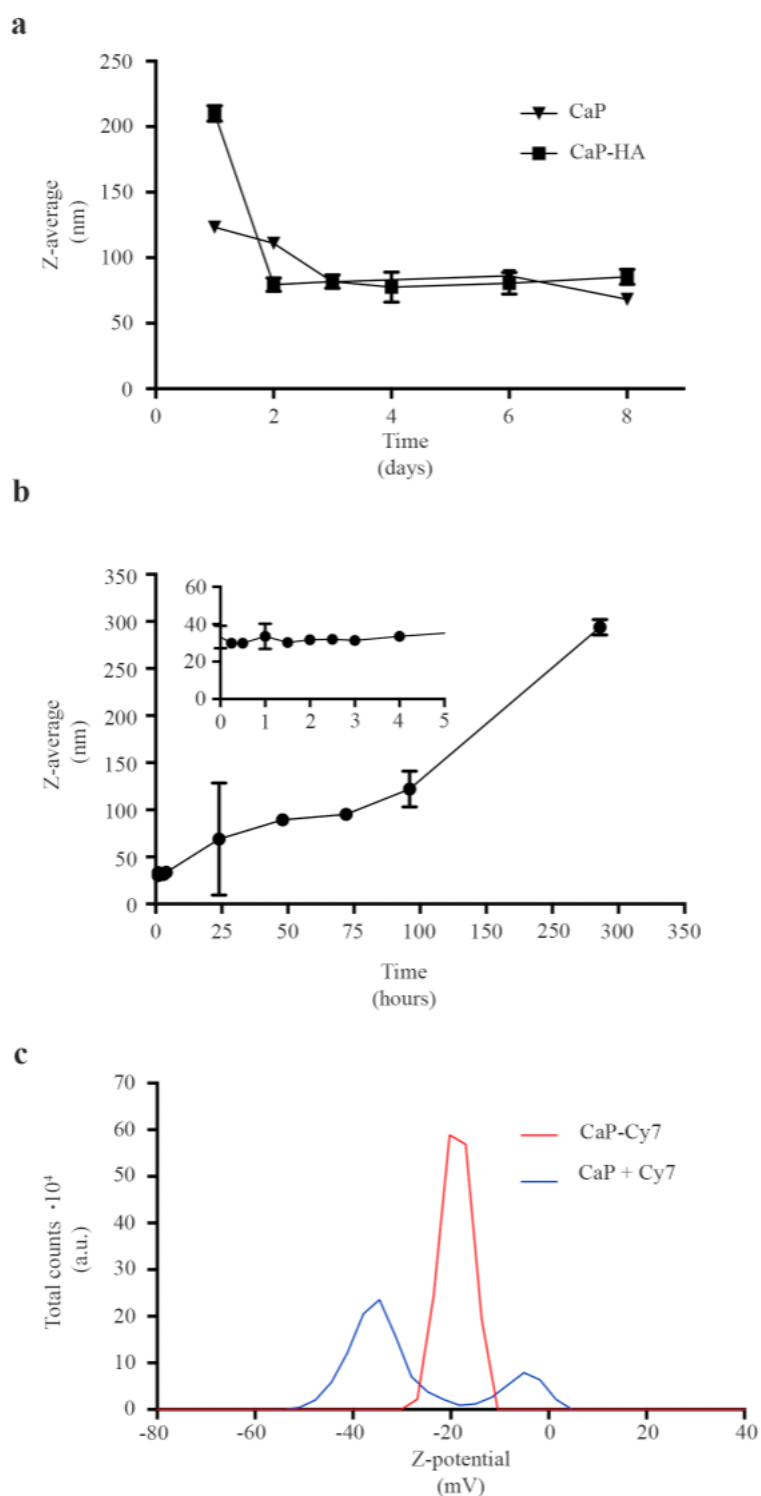 a
250
200
150
100
50
0
Z-average
(nm)
CaP
CaP-HA
0 2 4 6 8
Time
(days)
b
350
300
250
200
150
100
50
0
Z-average
(nm)
60
40
20
0
0 1 2 3 4 5
0 25 50 75 100 150 250 300 350
Time
(hours)
c
70
60
50
40
30
20
10
0
Total counts ·10⁴
(a.u.)
CaP-Cy7
CaP + Cy7
-80 -60 -40 -20 0 20 40
Z-potential
(mV)